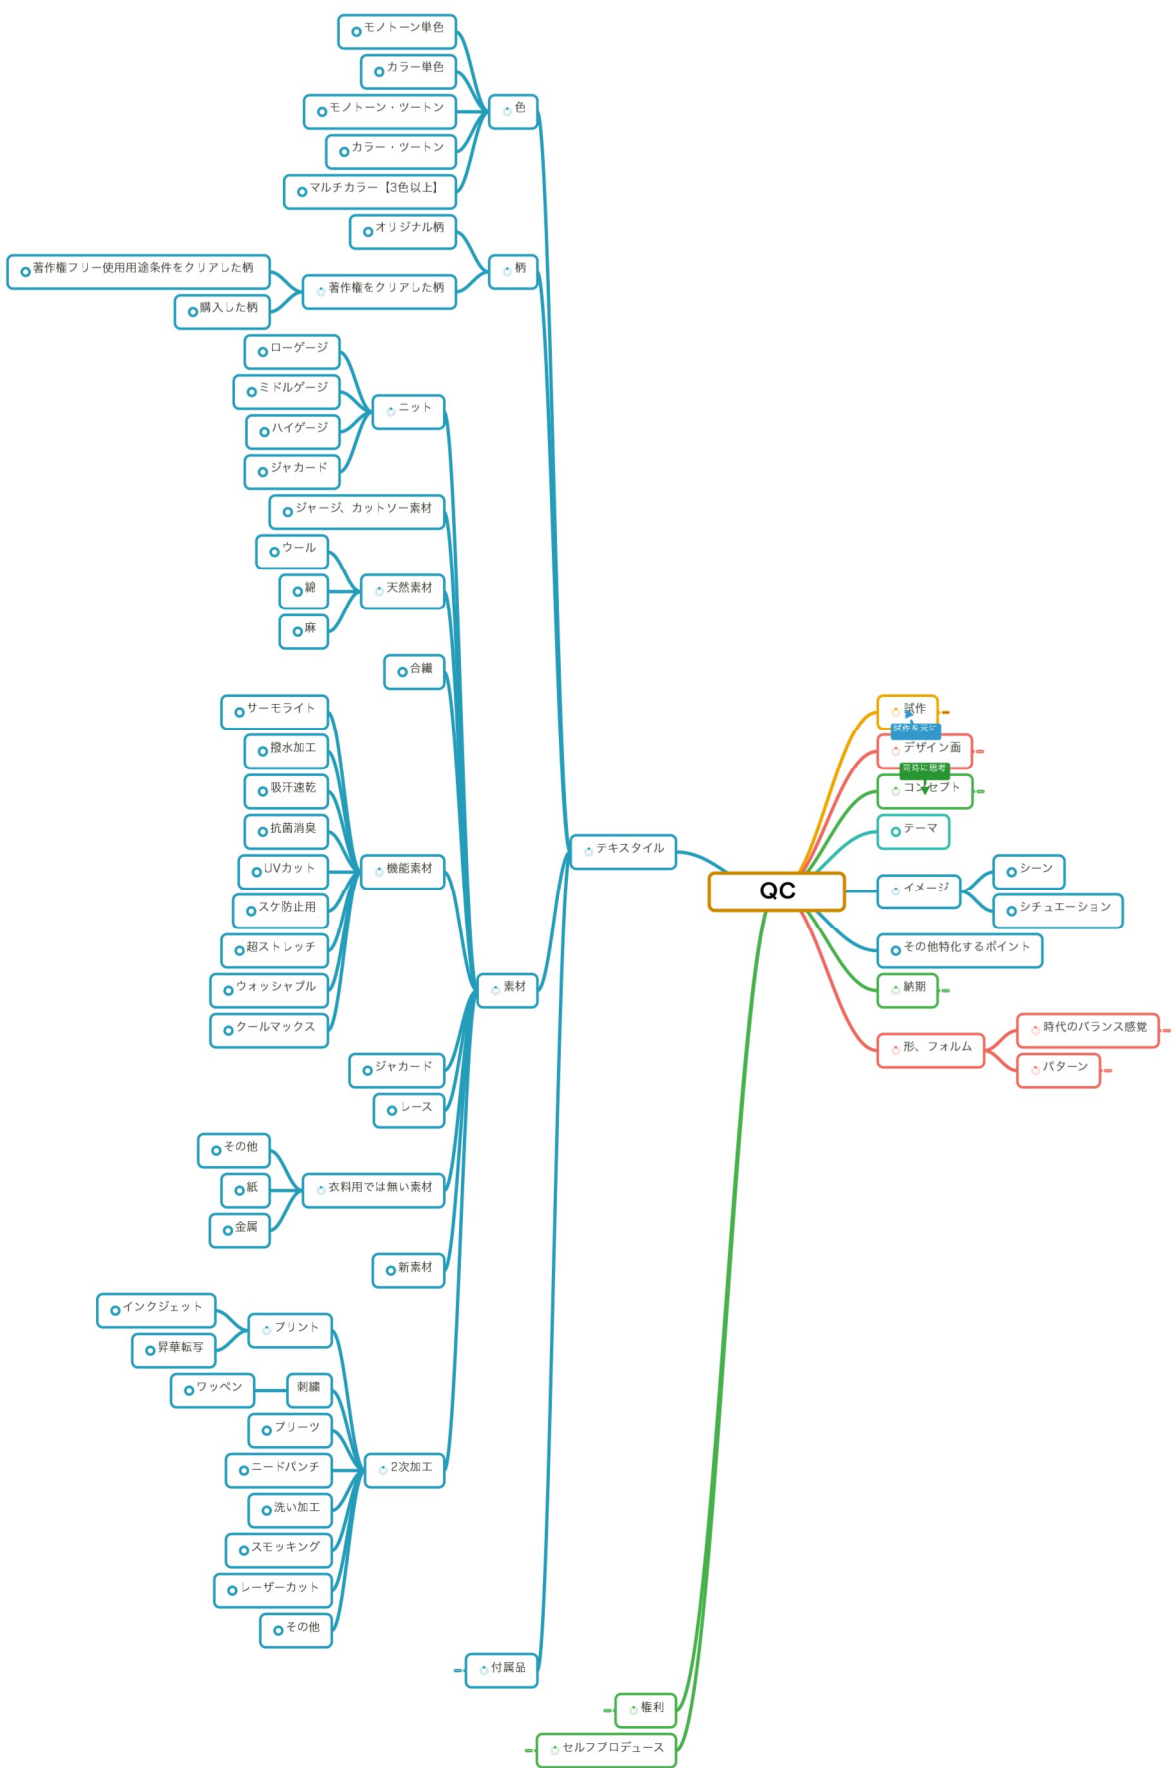 モノトーン単色
カラー単色
モノトーン・ツートン
カラー・ツートン
マルチカラー【3色以上】
色
オリジナル柄
著作権フリー使用用途条件をクリアした柄
購入した柄
著作権をクリアした柄
柄
ローゲージ
ミドルゲージ
ハイゲージ
ジャカード
ニット
ジャージ、カットソー素材
ウール
綿
麻
天然素材
合繊
サーモライト
撥水加工
吸汗速乾
抗菌消臭
UVカット
スケ防止用
超ストレッチ
ウォッシャブル
クールマックス
機能素材
素材
ジャカード
レース
その他
紙
金属
衣料用では無い素材
新素材
インクジェット
昇華転写
プリント
ワッペン
刺繍
プリーツ
ニードパンチ
洗い加工
スモッキング
レーザーカット
その他
2次加工
付属品
テキスタイル
権利
セルフプロデュース
QC
試作
試作を元に
デザイン画
同時に思考
コンセプト
テーマ
イメージ
シーン
シチュエーション
その他特化するポイント
納期
形、フォルム
時代のバランス感覚
パターン